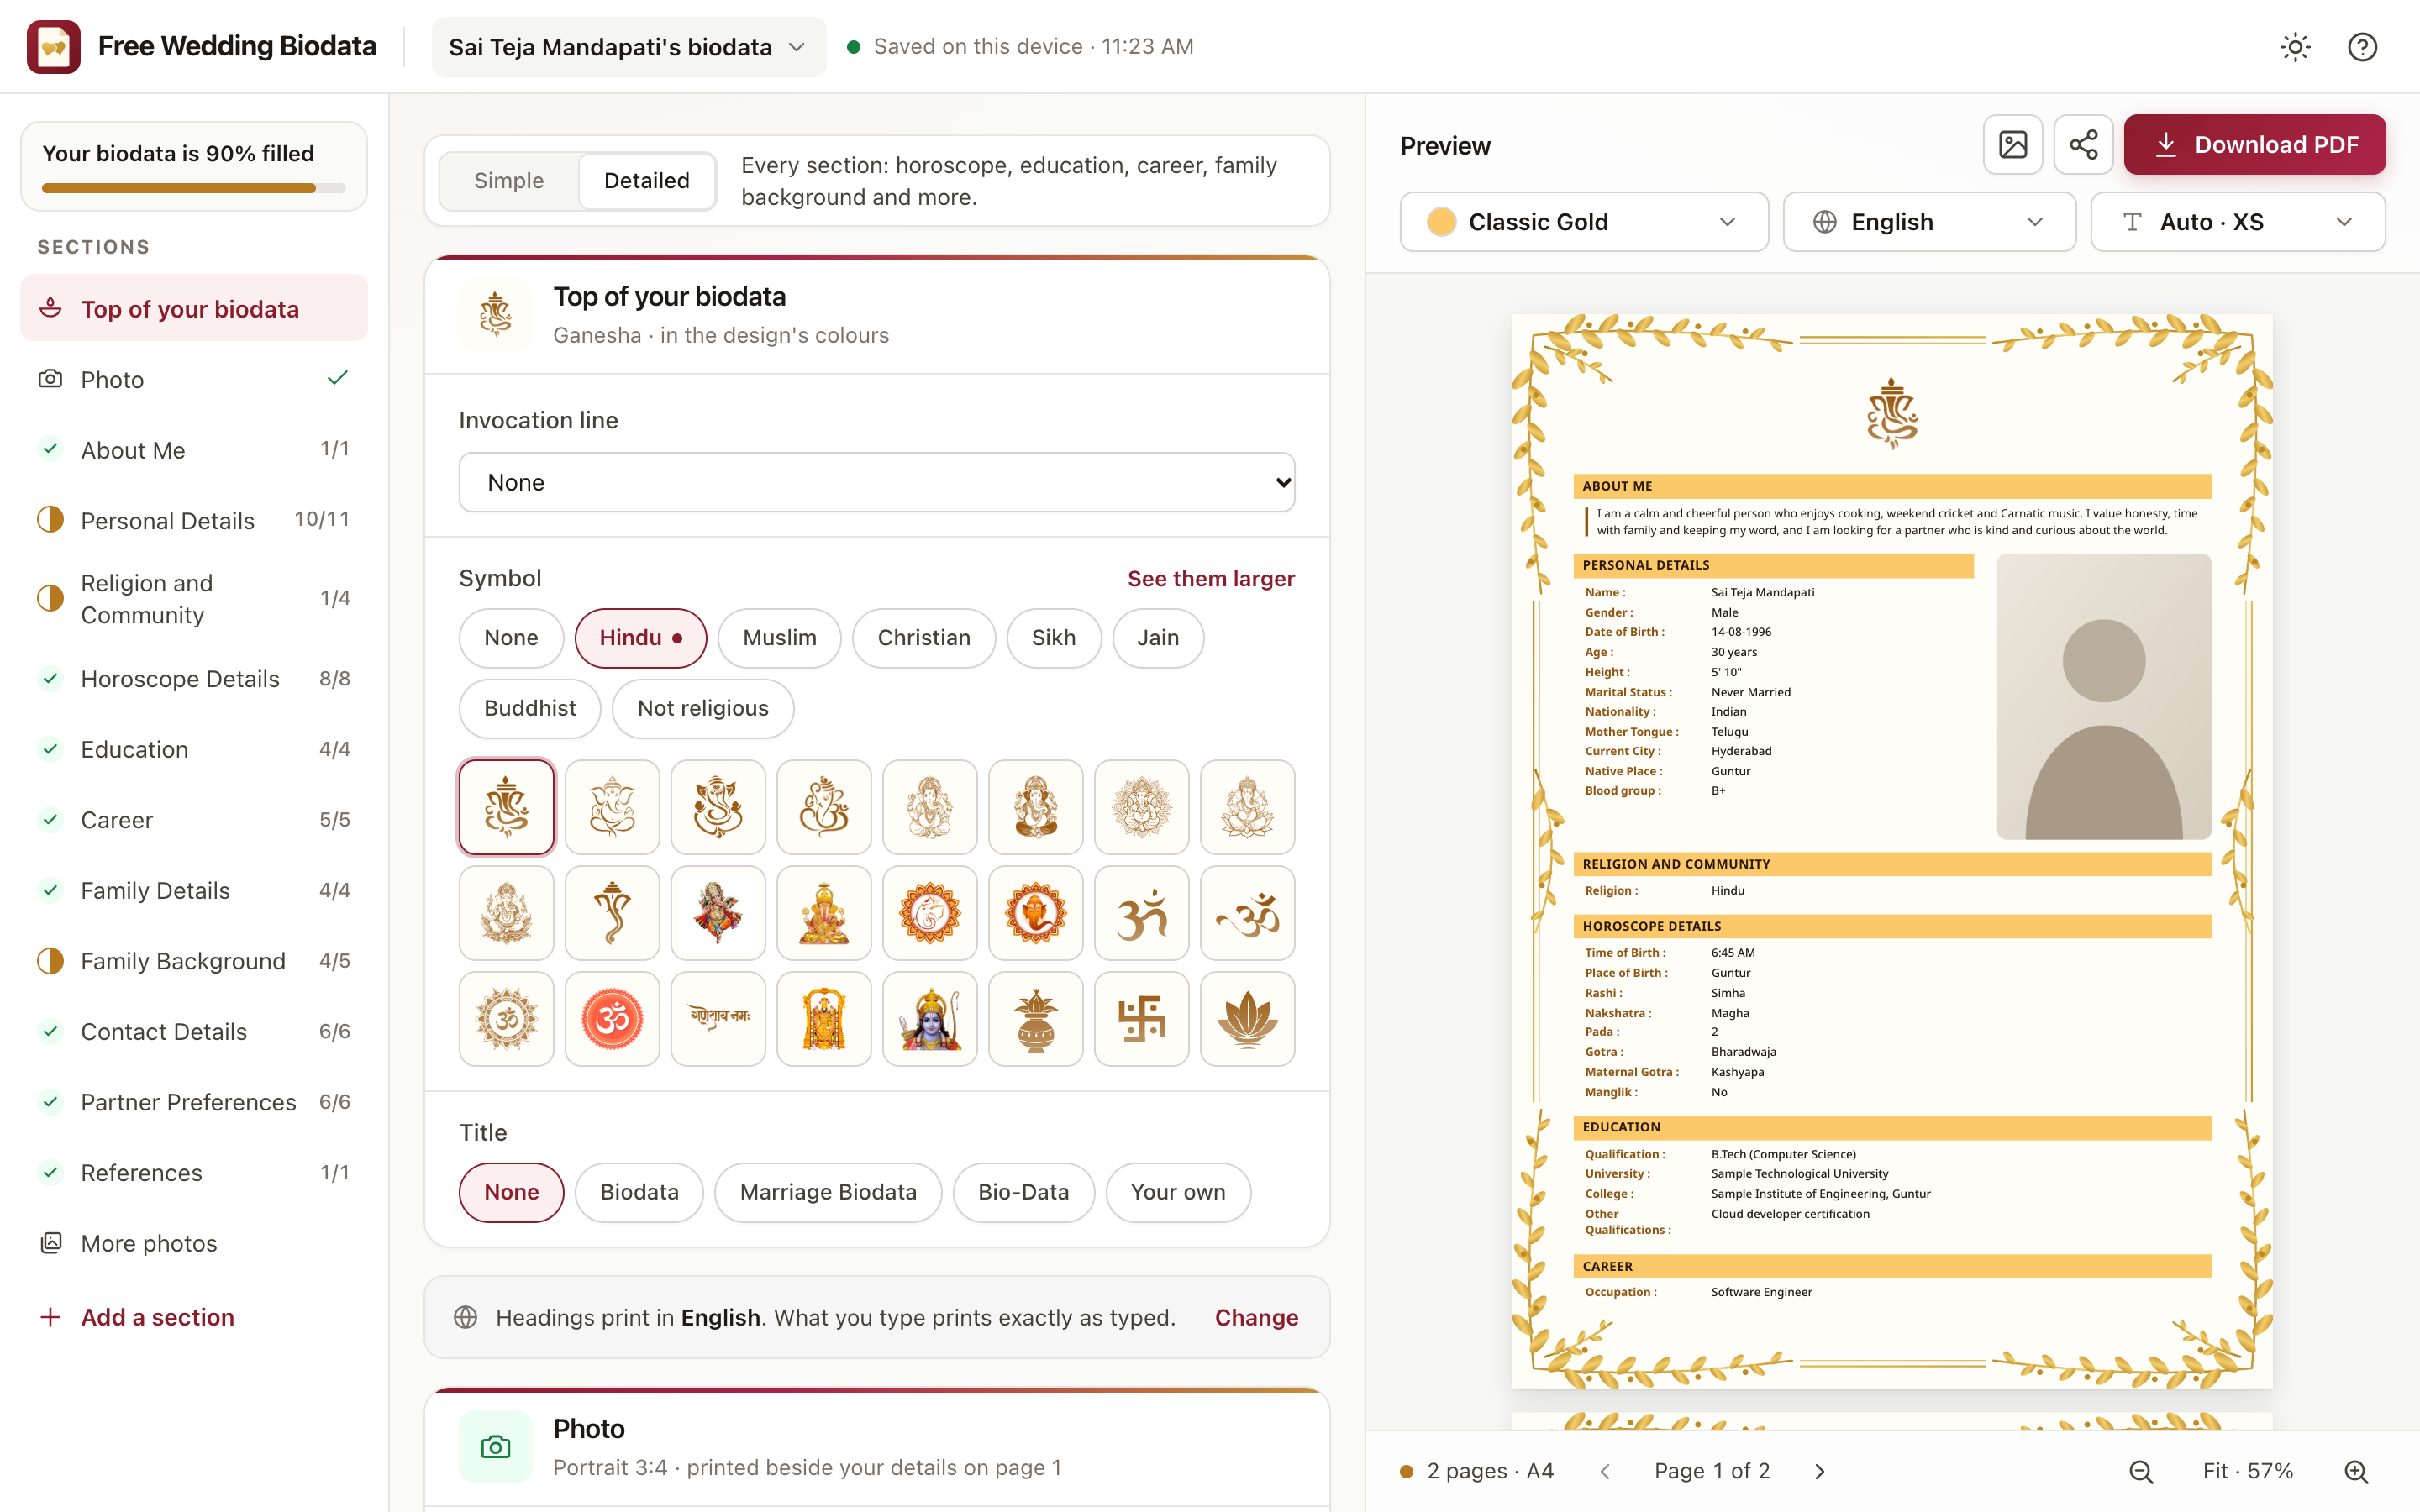 Free Wedding Biodata
Sai Teja Mandapati's biodata
Saved on this device · 11:23 AM
Your biodata is 90% filled
SECTIONS
Top of your biodata
Photo
About Me 1/1
Personal Details 10/11
Religion and
Community 1/4
Horoscope Details 8/8
Education 4/4
Career 5/5
Family Details 4/4
Family Background 4/5
Contact Details 6/6
Partner Preferences 6/6
References 1/1
More photos
Add a section
Simple
Detailed
Every section: horoscope, education, career, family
background and more.
Top of your biodata
Ganesha · in the design's colours
Invocation line
None
Symbol
See them larger
None
Hindu
Muslim
Christian
Sikh
Jain
Buddhist
Not religious
ॐ
ॐ
ॐ
ॐ
Title
None
Biodata
Marriage Biodata
Bio-Data
Your own
Headings print in English. What you type prints exactly as typed.
Change
Photo
Portrait 3:4 · printed beside your details on page 1
Preview
Download PDF
Classic Gold
English
Auto · XS
ABOUT ME
I am a calm and cheerful person who enjoys cooking, weekend cricket and Carnatic music. I value honesty, time
with family and keeping my word, and I am looking for a partner who is kind and curious about the world.
PERSONAL DETAILS
Name : Sai Teja Mandapati
Gender : Male
Date of Birth : 14-08-1996
Age : 30 years
Height : 5' 10"
Marital Status : Never Married
Nationality : Indian
Mother Tongue : Telugu
Current City : Hyderabad
Native Place : Guntur
Blood group : B+
RELIGION AND COMMUNITY
Religion : Hindu
HOROSCOPE DETAILS
Time of Birth : 6:45 AM
Place of Birth : Guntur
Rashi : Simha
Nakshatra : Magha
Pada : 2
Gotra : Bharadwaja
Maternal Gotra : Kashyapa
Manglik : No
EDUCATION
Qualification : B.Tech (Computer Science)
University : Sample Technological University
College : Sample Institute of Engineering, Guntur
Other Cloud developer certification
Qualifications :
CAREER
Occupation : Software Engineer
2 pages · A4
Page 1 of 2
Fit · 57%